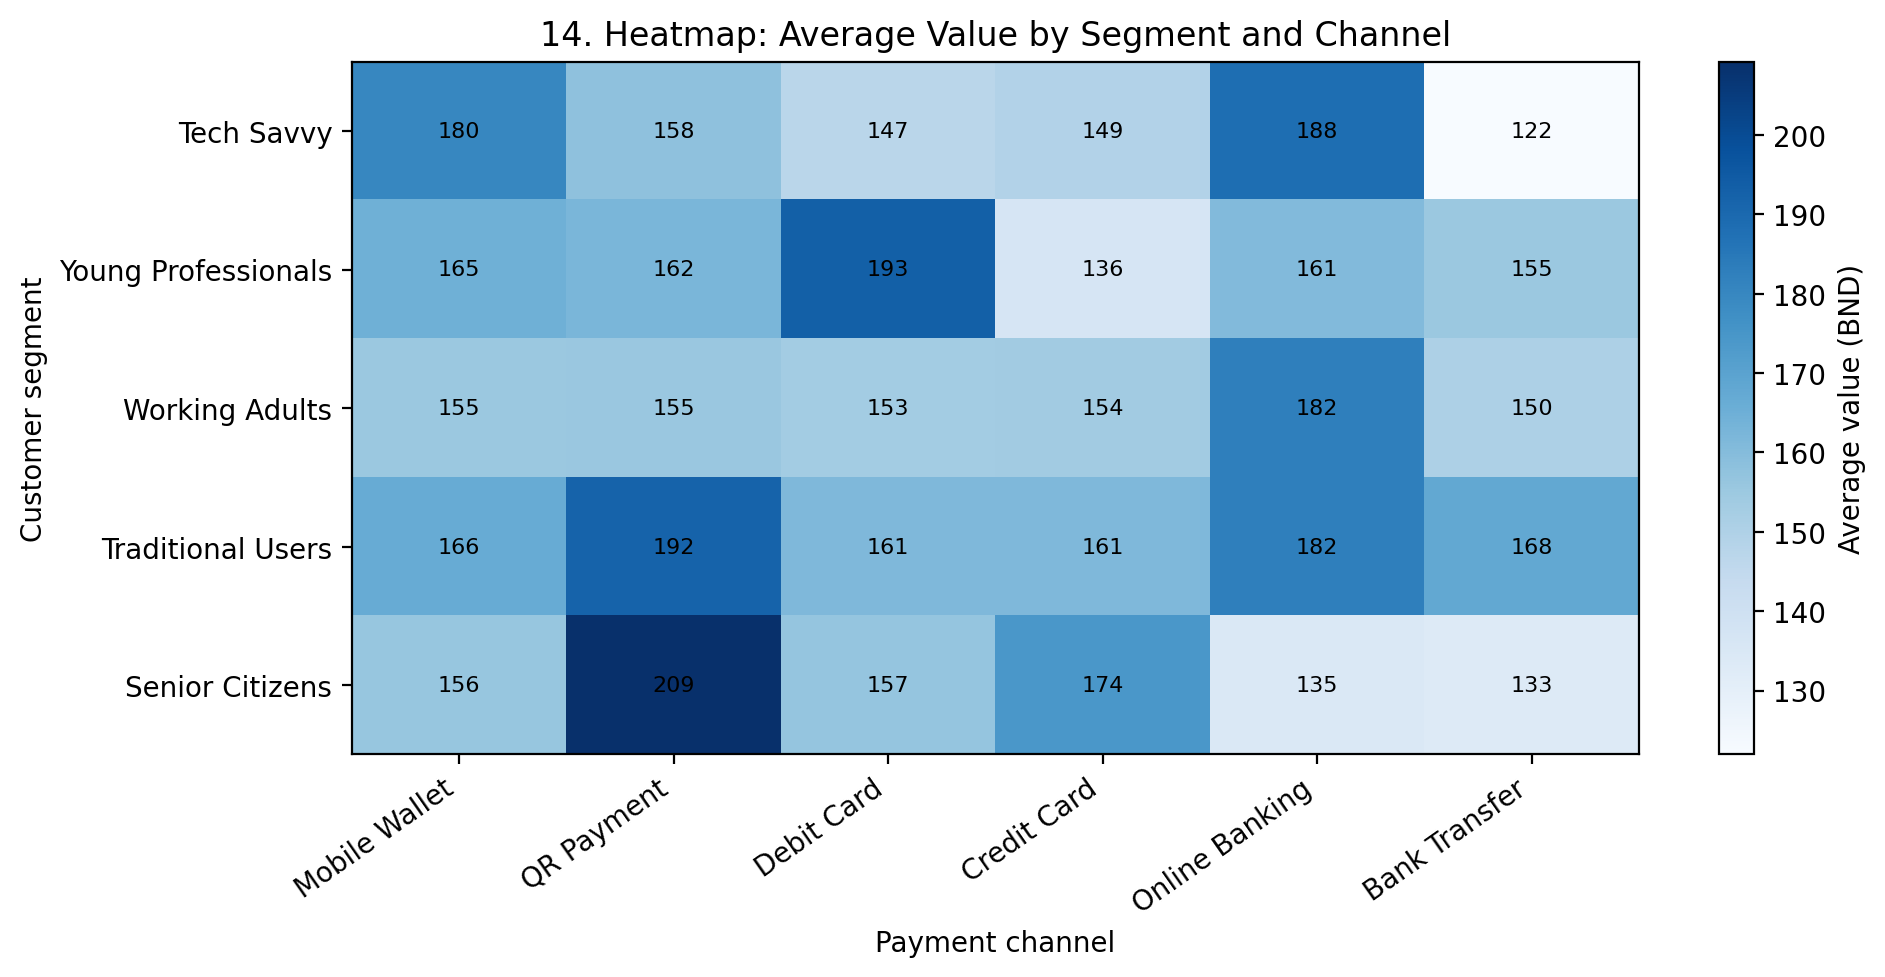 14. Heatmap: Average Value by Segment and Channel
Customer segment
Tech Savvy 180 158 147 149 188 122
Young Professionals 165 162 193 136 161 155
Working Adults 155 155 153 154 182 150
Traditional Users 166 192 161 161 182 168
Senior Citizens 156 209 157 174 135 133
Mobile Wallet
QR Payment
Debit Card
Credit Card
Online Banking
Bank Transfer
Payment channel
200
190
180
170
160
150
140
130
Average value (BND)